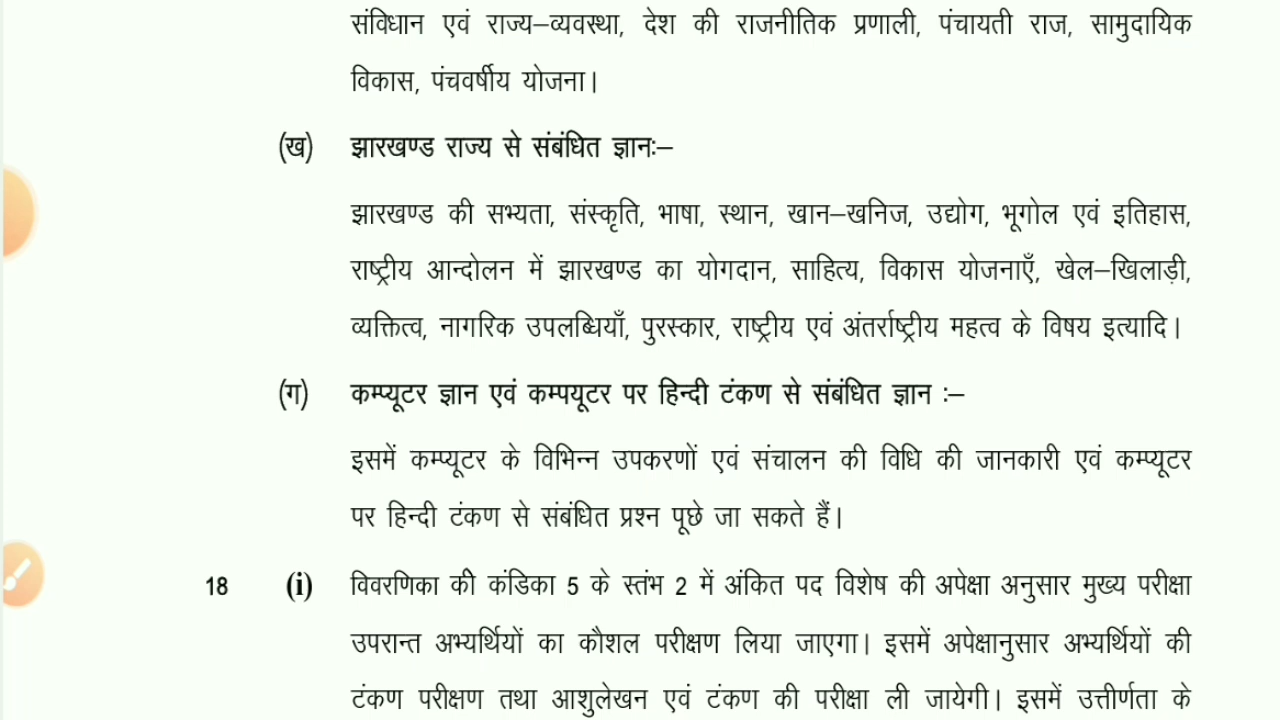 संविधान एवं राज्य–व्यवस्था, देश की राजनीतिक प्रणाली, पंचायती राज, सामुदायिक
विकास, पंचवर्षीय योजना।
(ख) झारखण्ड राज्य से संबंधित ज्ञानः–
झारखण्ड की सभ्यता, संस्कृति, भाषा, स्थान, खान–खनिज, उद्योग, भूगोल एवं इतिहास,
राष्ट्रीय आन्दोलन में झारखण्ड का योगदान, साहित्य, विकास योजनाएँ, खेल–खिलाड़ी,
व्यक्तित्व, नागरिक उपलब्धियाँ, पुरस्कार, राष्ट्रीय एवं अंतर्राष्ट्रीय महत्व के विषय इत्यादि।
(ग) कम्प्यूटर ज्ञान एवं कम्पयूटर पर हिन्दी टंकण से संबंधित ज्ञान :–
इसमें कम्प्यूटर के विभिन्न उपकरणों एवं संचालन की विधि की जानकारी एवं कम्प्यूटर
पर हिन्दी टंकण से संबंधित प्रश्न पूछे जा सकते हैं।
18 (i) विवरणिका की कंडिका 5 के स्तंभ 2 में अंकित पद विशेष की अपेक्षा अनुसार मुख्य परीक्षा
उपरान्त अभ्यर्थियों का कौशल परीक्षण लिया जाएगा। इसमें अपेक्षानुसार अभ्यर्थियों की
टंकण परीक्षण तथा आशुलेखन एवं टंकण की परीक्षा ली जायेगी। इसमें उत्तीर्णता के